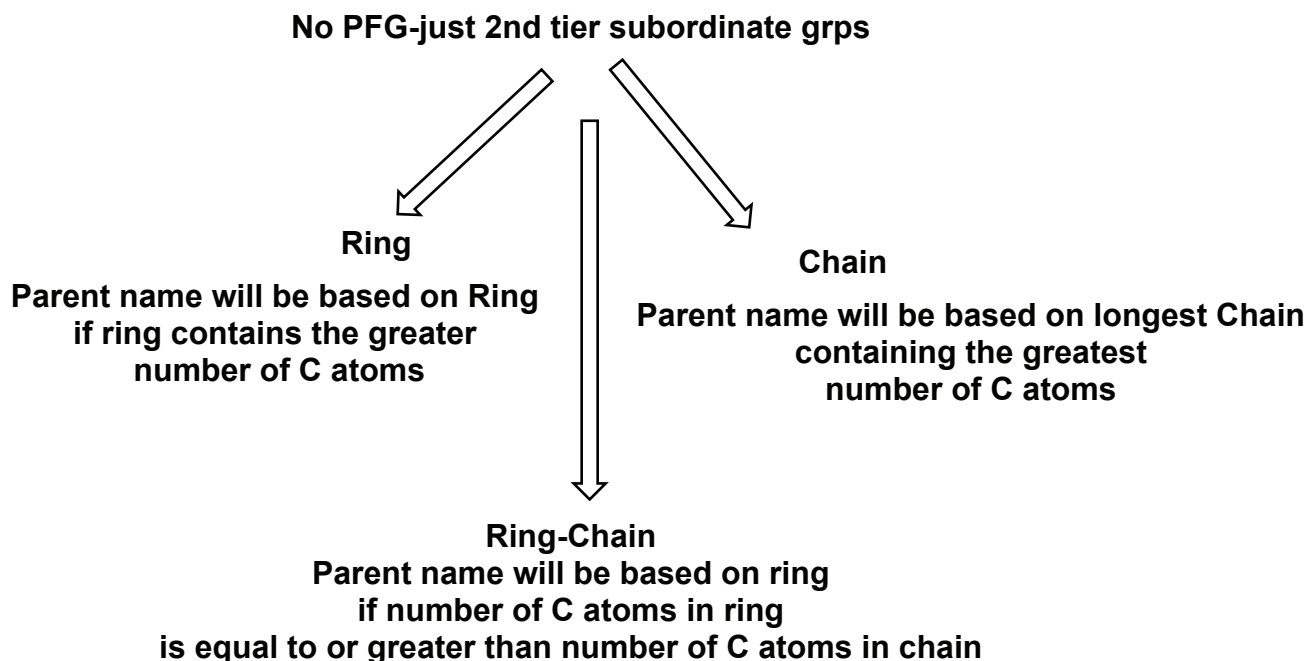 No PFG-just 2nd tier subordinate grps
Ring
Parent name will be based on Ring
if ring contains the greater
number of C atoms
Chain
Parent name will be based on longest Chain
containing the greatest
number of C atoms
Ring-Chain
Parent name will be based on ring
if number of C atoms in ring
is equal to or greater than number of C atoms in chain